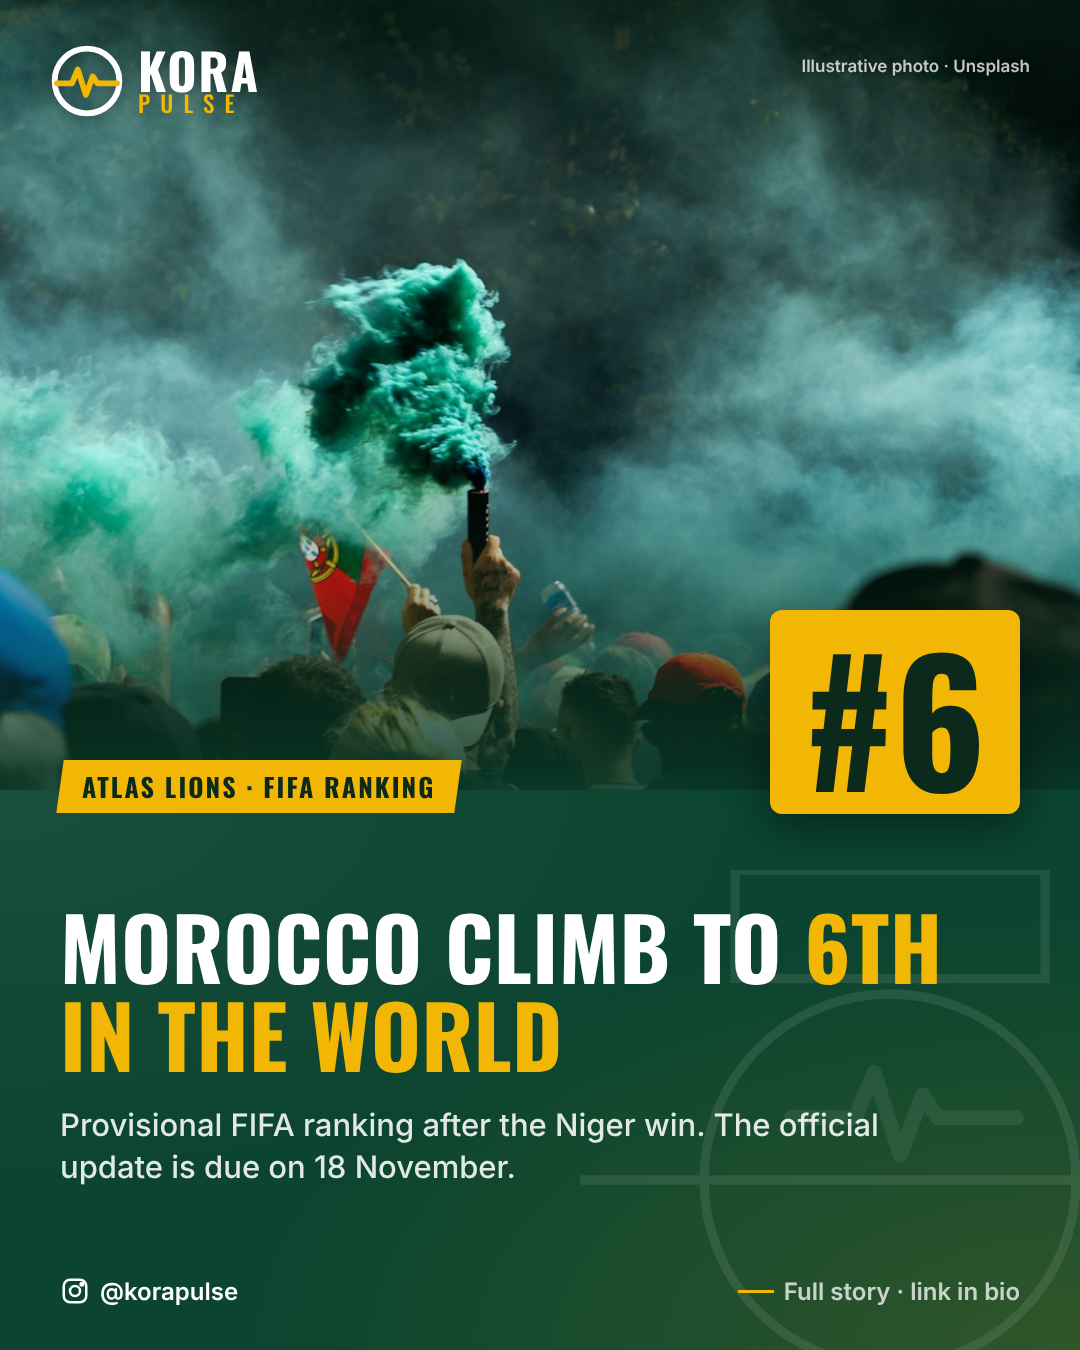 KORA
PULSE
Illustrative photo · Unsplash
#6
ATLAS LIONS · FIFA RANKING
MOROCCO CLIMB TO 6TH
IN THE WORLD
Provisional FIFA ranking after the Niger win. The official
update is due on 18 November.
@korapulse
Full story · link in bio